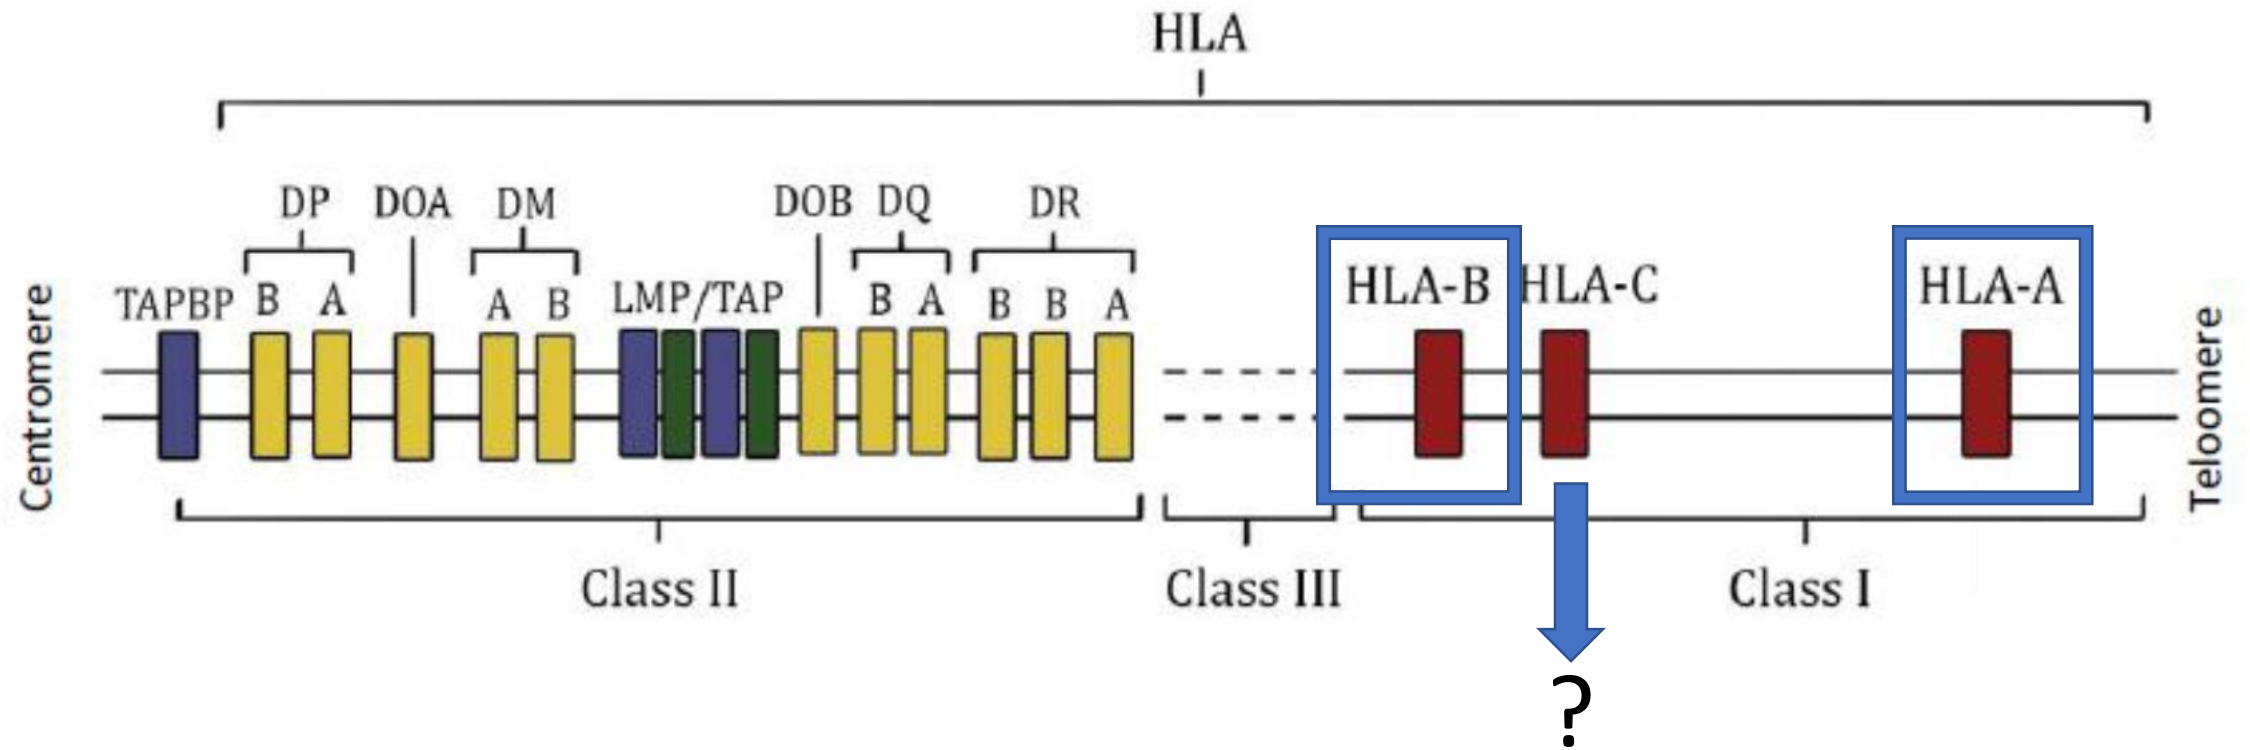 HLA
DP DOA DM DOB DQ DR
TAPBP B A A B LMP/TAP B A B B A
HLA-B HLA-C HLA-A
Centromere
Teloomere
Class II Class III Class I
?